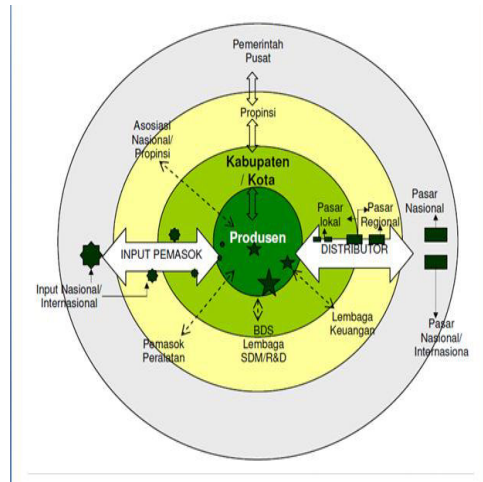 Pemerintah
Pusat
Propinsi
Asosiasi
Nasional/
Propinsi
Kabupaten
/ Kota
Pasar
lokal
Pasar
Regional
Pasar
Nasional
Produsen
INPUT PEMASOK
DISTRIBUTOR
Input Nasional/
Internasional
Pemasok
Peralatan
BDS
Lembaga
SDM/R&D
Lembaga
Keuangan
Pasar
Nasional/
Internasiona